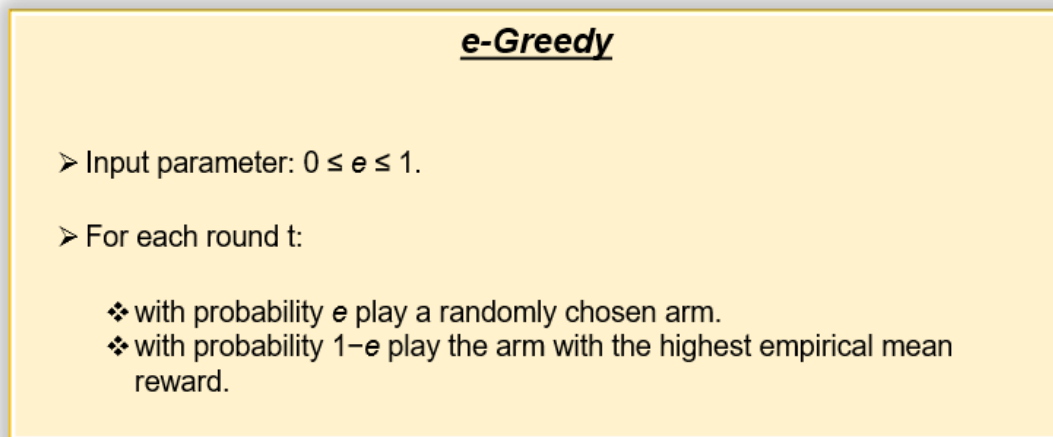 e-Greedy
➢ Input parameter: 0 ≤ e ≤ 1.
➢ For each round t:
❖ with probability e play a randomly chosen arm.
❖ with probability 1−e play the arm with the highest empirical mean
reward.